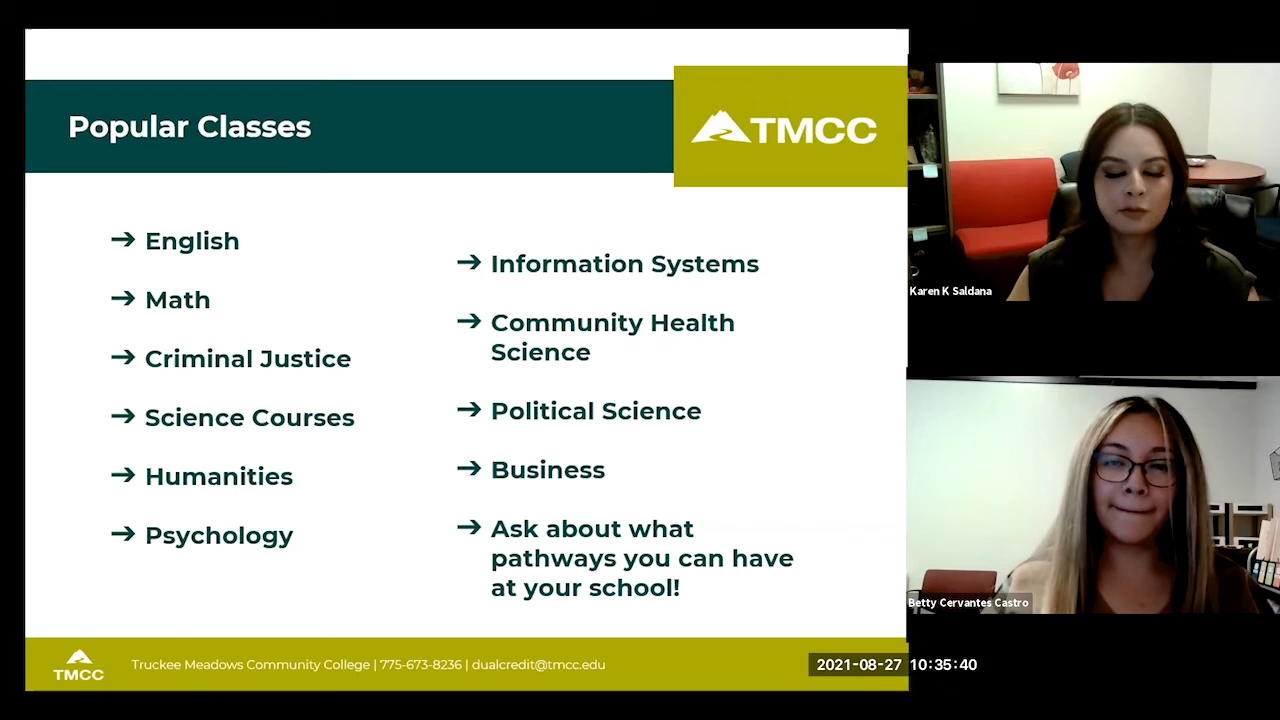 Popular Classes
TMCC
English
Math
Criminal Justice
Science Courses
Humanities
Psychology
Information Systems
Community Health
Science
Political Science
Business
Ask about what
pathways you can have
at your school!
Karen K Saldana
Betty Cervantes Castro
TMCC
Truckee Meadows Community College | 775-673-8236 | dualcredit@tmcc.edu
2021-08-27 10:35:40